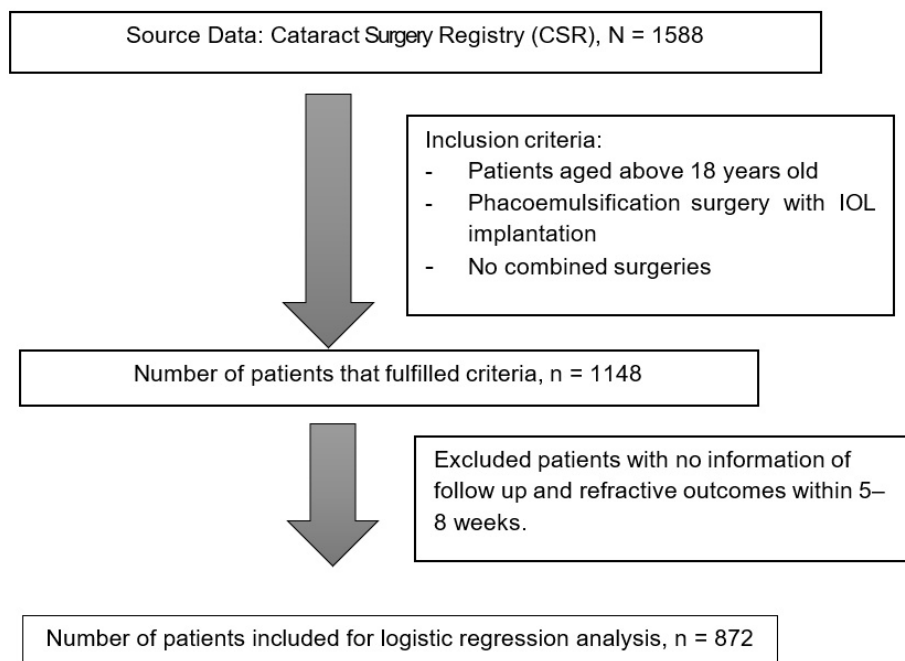 Source Data: Cataract Surgery Registry (CSR), N = 1588
Inclusion criteria:
- Patients aged above 18 years old
- Phacoemulsification surgery with IOL
implantation
- No combined surgeries
Number of patients that fulfilled criteria, n = 1148
Excluded patients with no information of
follow up and refractive outcomes within 5–
8 weeks.
Number of patients included for logistic regression analysis, n = 872